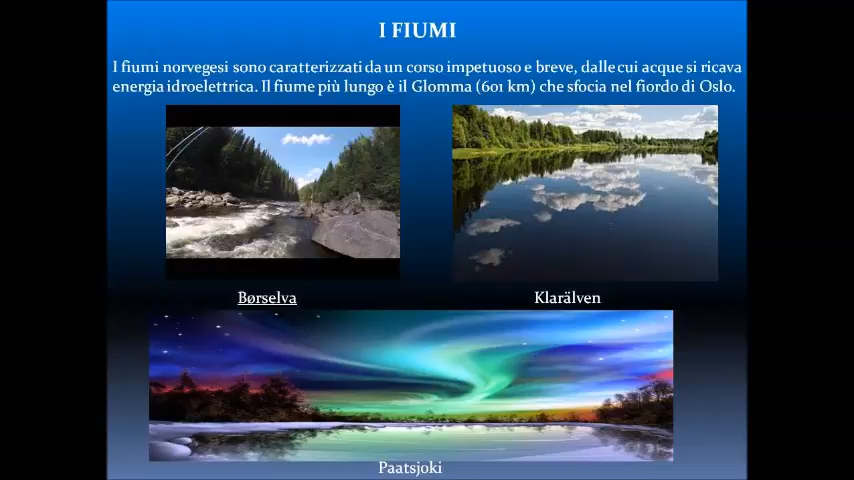 I FIUMI
I fiumi norvegesi sono caratterizzati da un corso impetuoso e breve, dalle cui acque si ricava
energia idroelettrica. Il fiume più lungo è il Glomma (601 km) che sfocia nel fiordo di Oslo.
Børselva
Klarälven
Paatsjoki